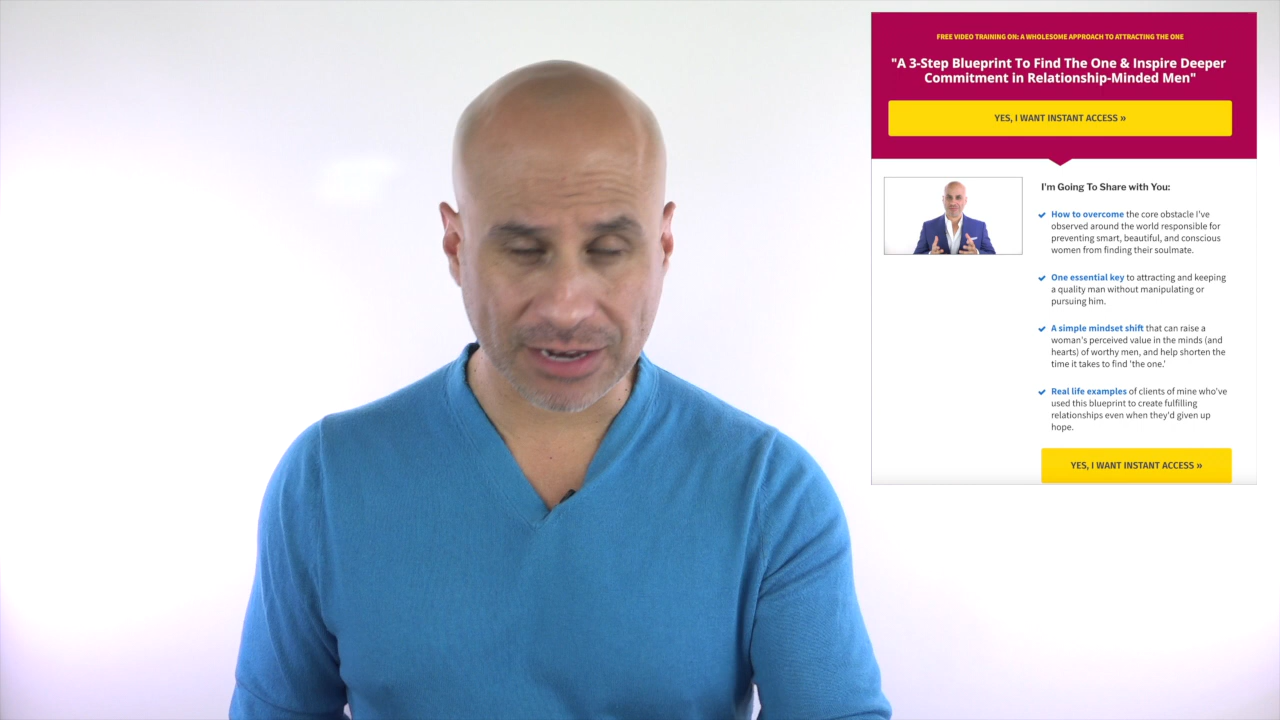 FREE VIDEO TRAINING ON: A WHOLESOME APPROACH TO ATTRACTING THE ONE
"A 3-Step Blueprint To Find The One & Inspire Deeper
Commitment in Relationship-Minded Men"
YES, I WANT INSTANT ACCESS »
I'm Going To Share with You:
How to overcome the core obstacle I've
observed around the world responsible for
preventing smart, beautiful, and conscious
women from finding their soulmate.
One essential key to attracting and keeping
a quality man without manipulating or
pursuing him.
A simple mindset shift that can raise a
woman's perceived value in the minds (and
hearts) of worthy men, and help shorten the
time it takes to find 'the one.'
Real life examples of clients of mine who've
used this blueprint to create fulfilling
relationships even when they'd given up
hope.
YES, I WANT INSTANT ACCESS »